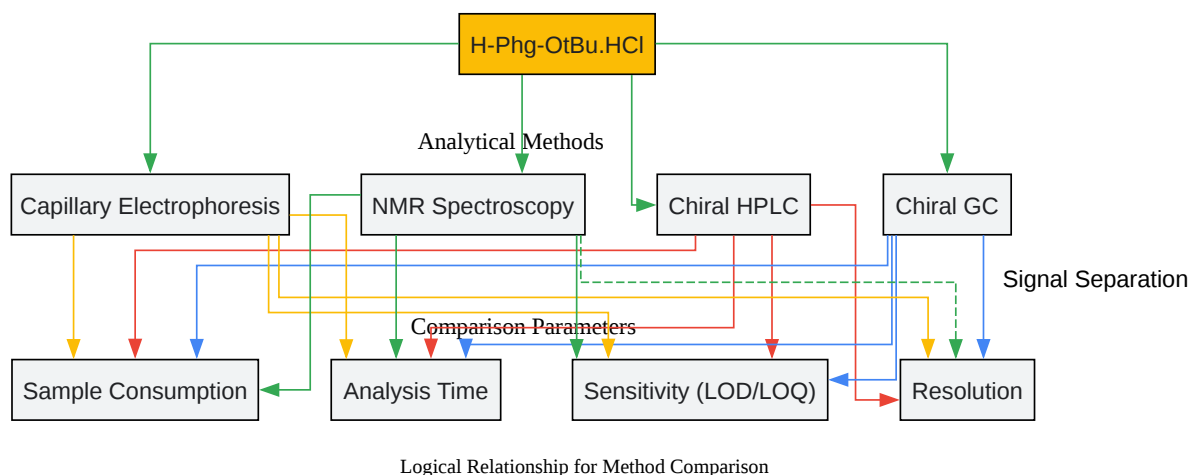 H-Phg-OtBu.HCl
Analytical Methods
Capillary Electrophoresis
NMR Spectroscopy
Chiral HPLC
Chiral GC
Signal Separation
Comparison Parameters
Sample Consumption
Analysis Time
Sensitivity (LOD/LOQ)
Resolution
Logical Relationship for Method Comparison